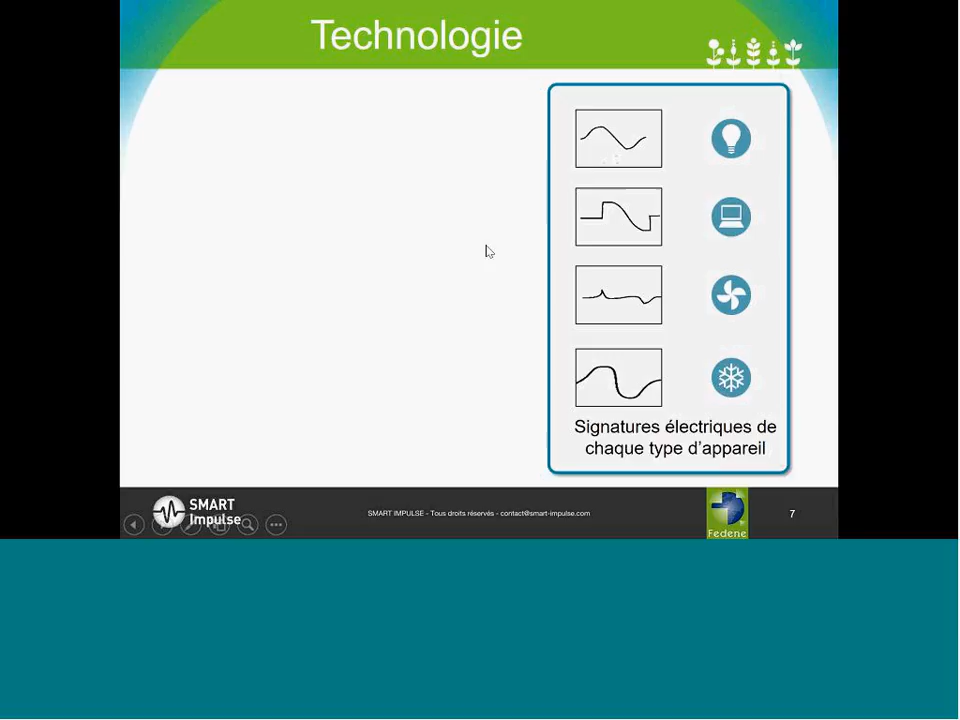 Technologie
Signatures électriques de
chaque type d'appareil
SMART
Impulse
SMART IMPULSE - Tous droits réservés - contact@smart-impulse.com
Fedene
7